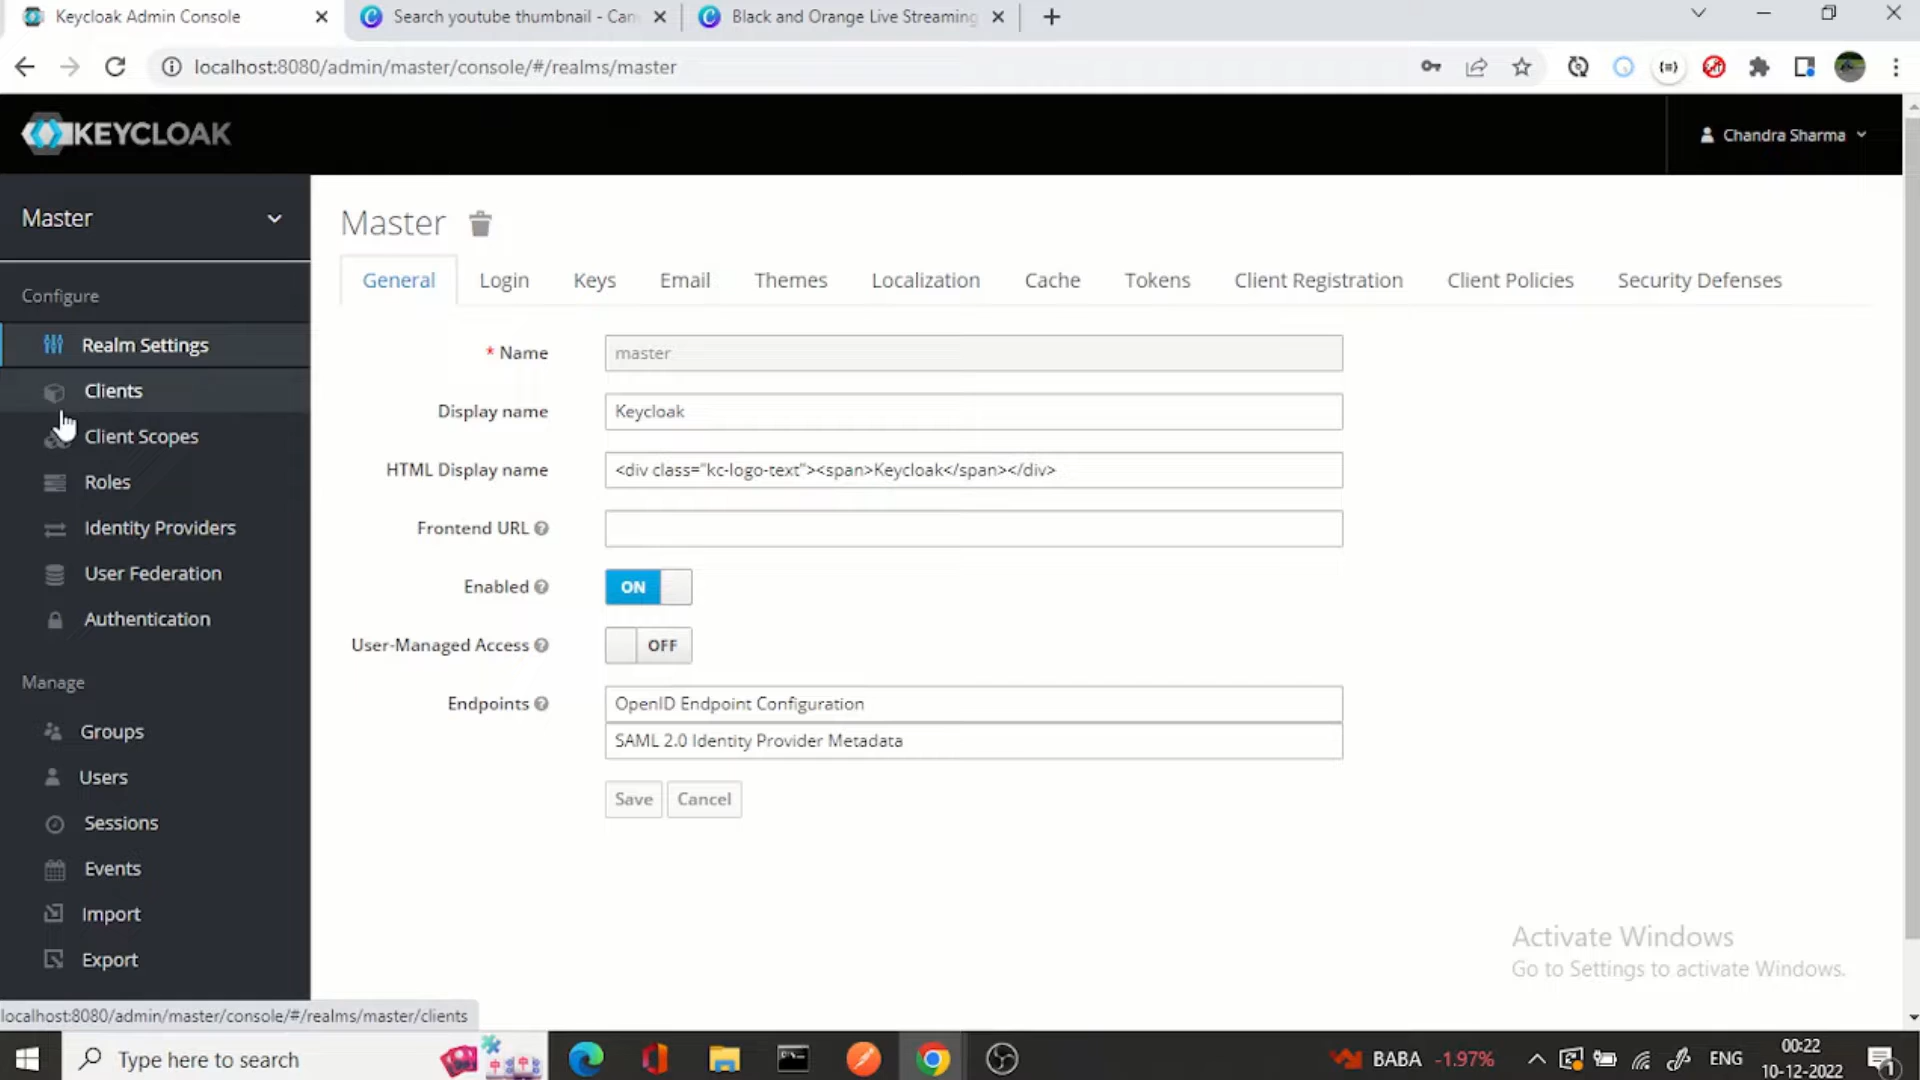 Keycloak Admin Console
Search youtube thumbnail - Can
Black and Orange Live Streaming
localhost:8080/admin/master/console/#/realms/master
KEYCLOAK
Chandra Sharma
Master
Configure
Realm Settings
Clients
Client Scopes
Roles
Identity Providers
User Federation
Authentication
Manage
Groups
Users
Sessions
Events
Import
Export
Master
General Login Keys Email Themes Localization Cache Tokens Client Registration Client Policies Security Defenses
* Name master
Display name Keycloak
HTML Display name <div class="kc-logo-text"><span>Keycloak</span></div>
Frontend URL
Enabled ON
User-Managed Access OFF
Endpoints OpenID Endpoint Configuration
SAML 2.0 Identity Provider Metadata
Save Cancel
Activate Windows
Go to Settings to activate Windows.
localhost:8080/admin/master/console/#/realms/master/clients
Type here to search
BABA -1.97%
ENG
00:22
10-12-2022
1